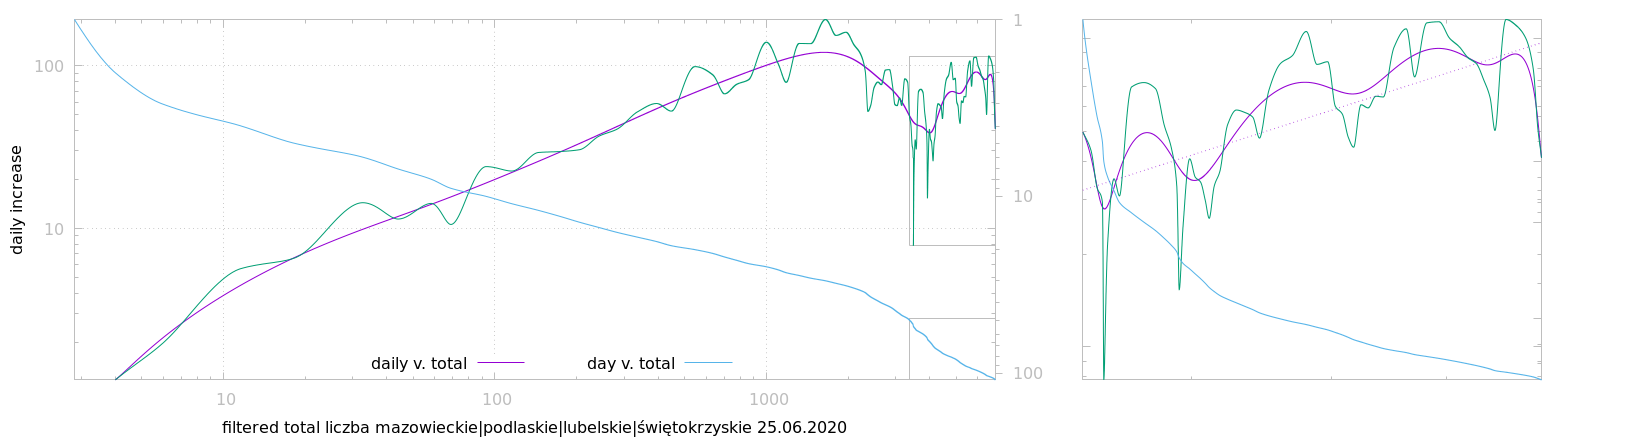 1
100
10
10
100
daily increase
daily v. total
day v. total
10
100
1000
filtered total liczba mazowieckie|podlaskie|lubelskie|świętokrzyskie 25.06.2020